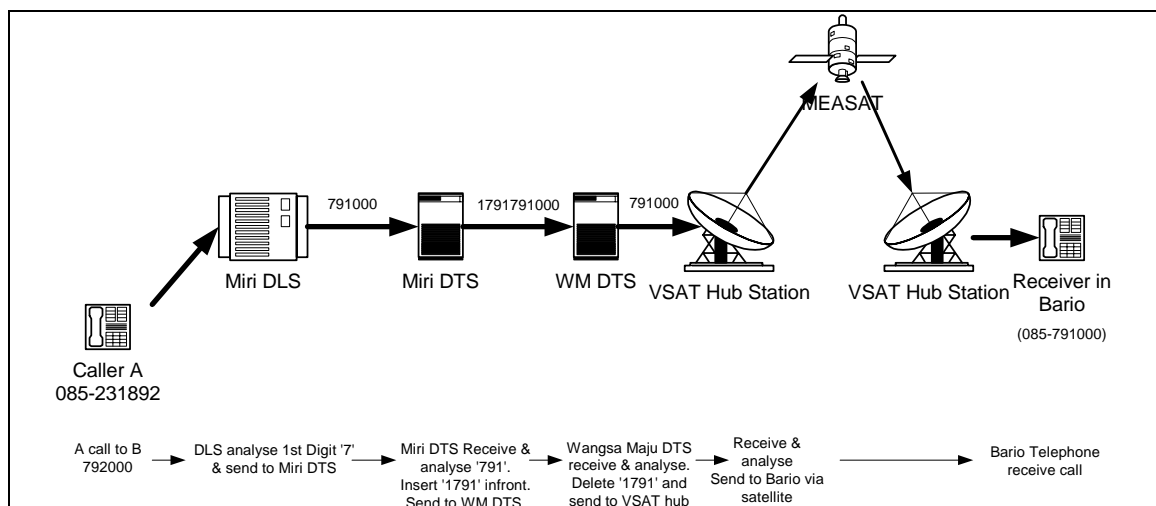 MEASAT
791000
1791791000
791000
Miri DLS
Miri DTS
WM DTS
VSAT Hub Station
VSAT Hub Station
Receiver in
Bario
(085-791000)
Caller A
085-231892
A call to B
792000
DLS analyse 1st Digit '7'
& send to Miri DTS
Miri DTS Receive &
analyse '791'.
Insert '1791' infront.
Send to WM DTS
Wangsa Maju DTS
receive & analyse.
Delete '1791' and
send to VSAT hub
Receive &
analyse
Send to Bario via
satellite
Bario Telephone
receive call